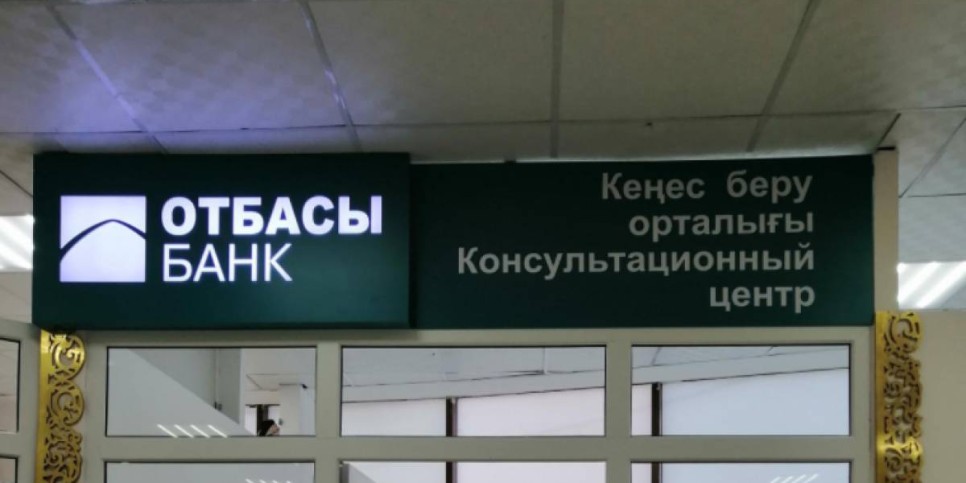 ОТБАСЫ
БАНК
Кеңес беру
орталығы
Консультационный
центр